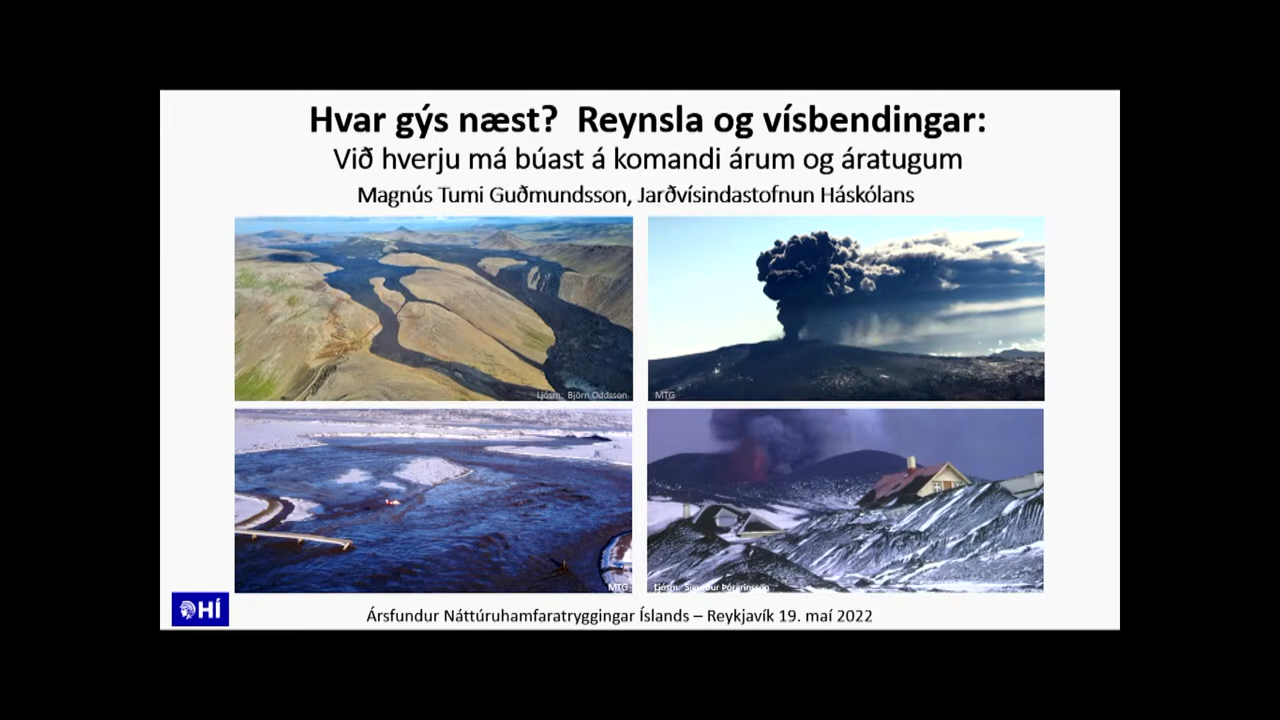 Hvar gýs næst? Reynsla og vísbendingar:
Við hverju má búast á komandi árum og áratugum
Magnús Tumi Guðmundsson, Jarðvísindastofnun Háskólans
Ljósm: Björn Oddsson
MTG
MTG
Ljósm: Sigurður Þórarinsson
HÍ
Ársfundur Náttúruhamfaratryggingar Íslands – Reykjavík 19. maí 2022